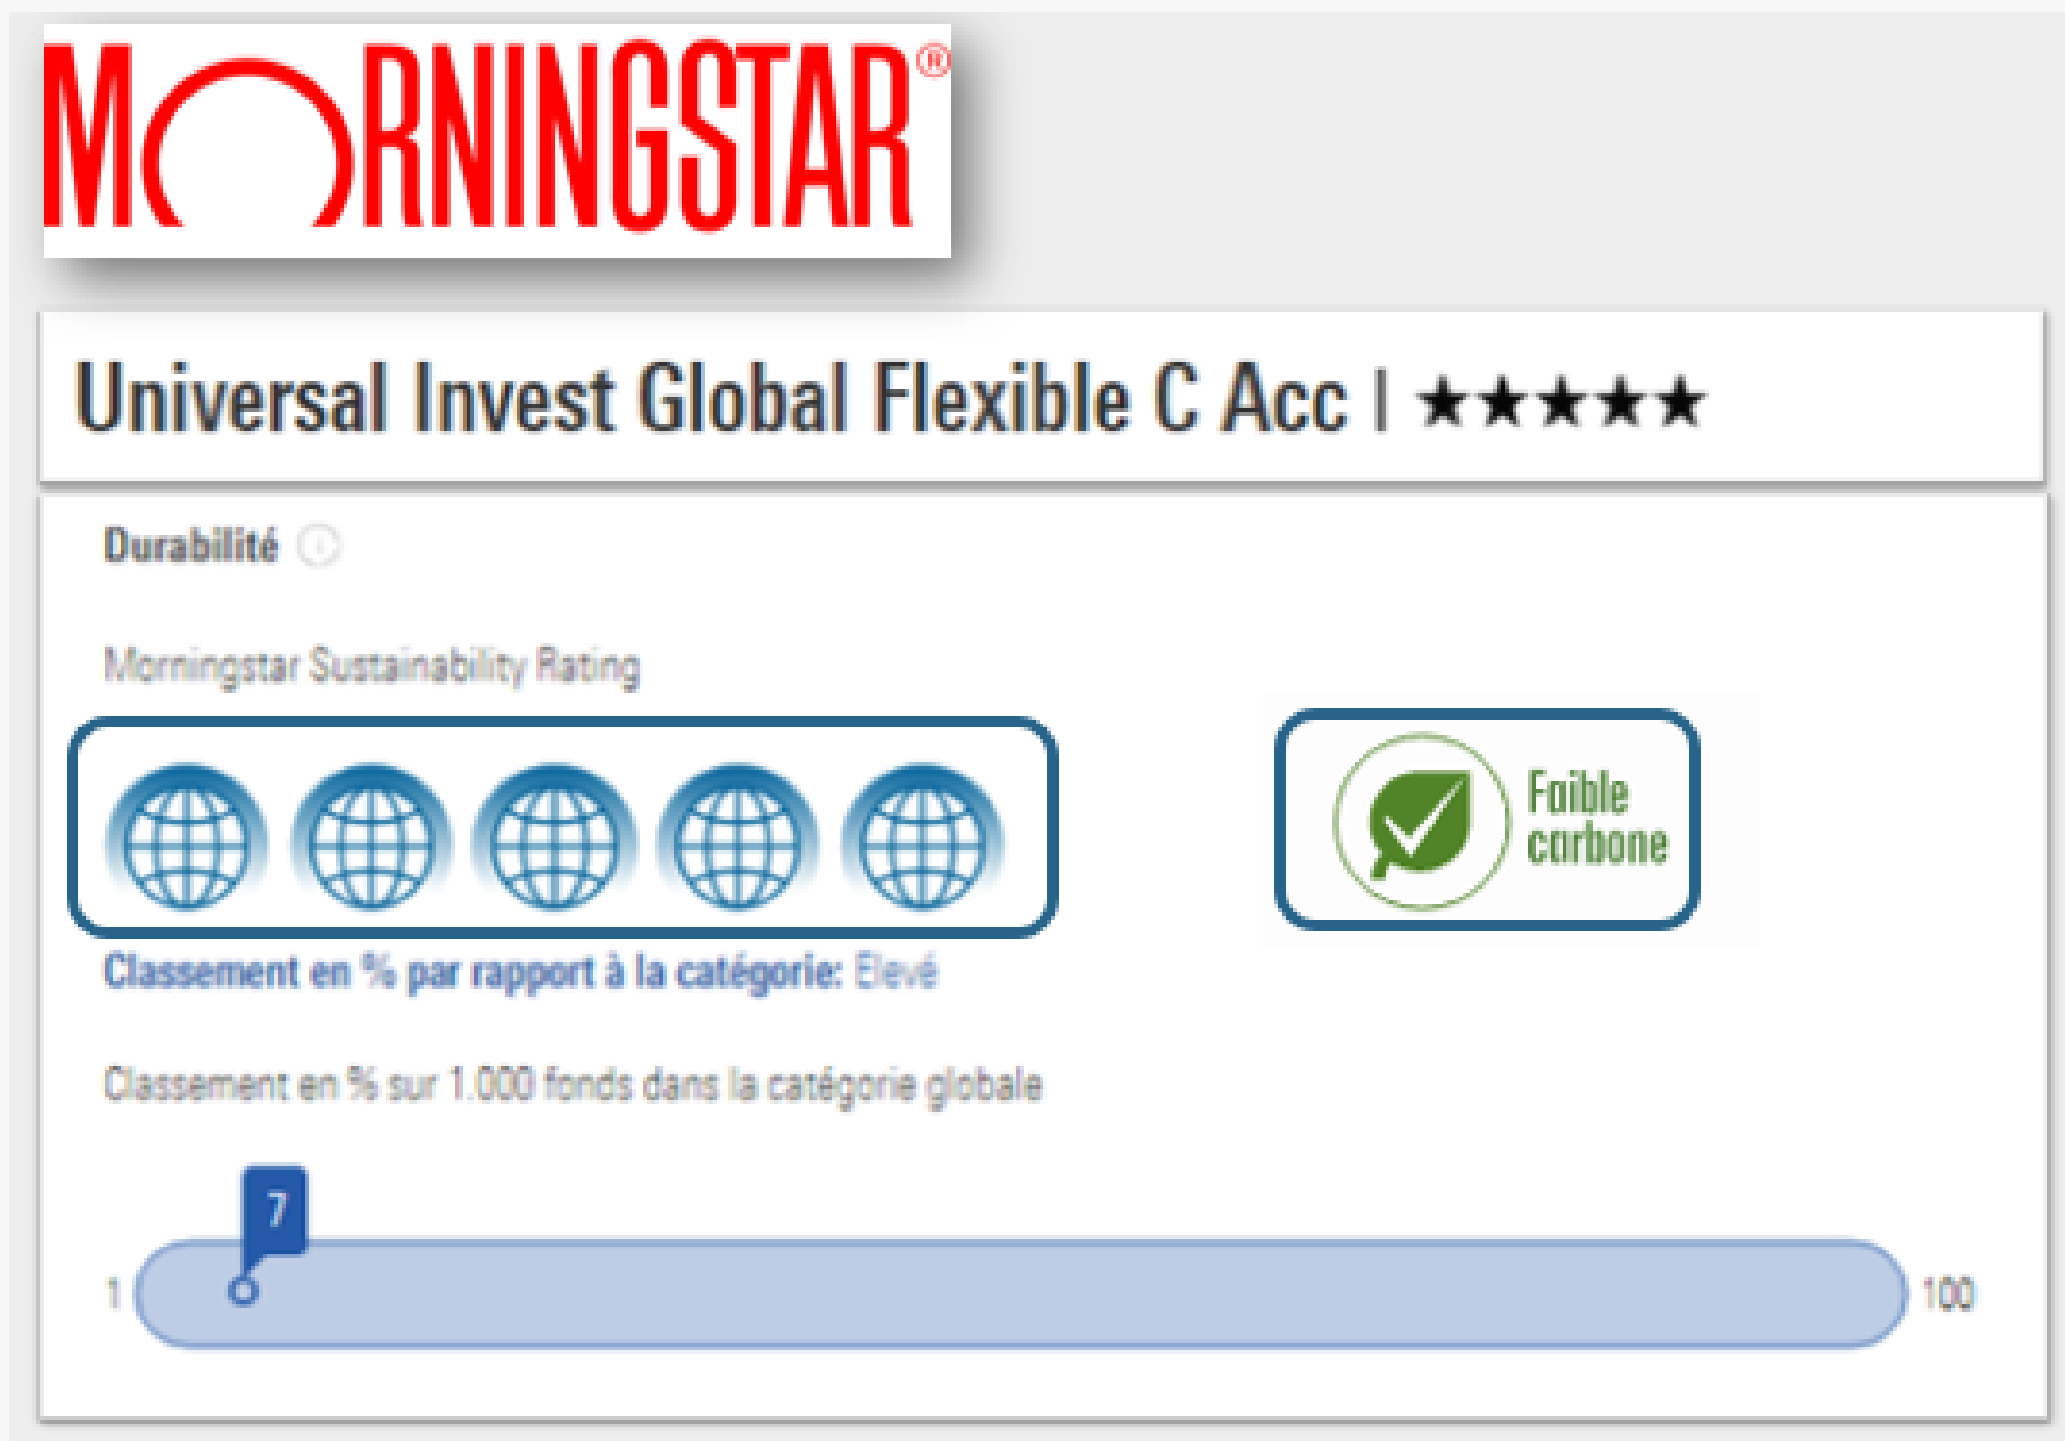 MORNINGSTAR®
Universal Invest Global Flexible C Acc | ★★★★★
Durabilité
Morningstar Sustainability Rating
Faible
carbone
Classement en % par rapport à la catégorie: Elevé
Classement en % sur 1.000 fonds dans la catégorie globale
7
1
100